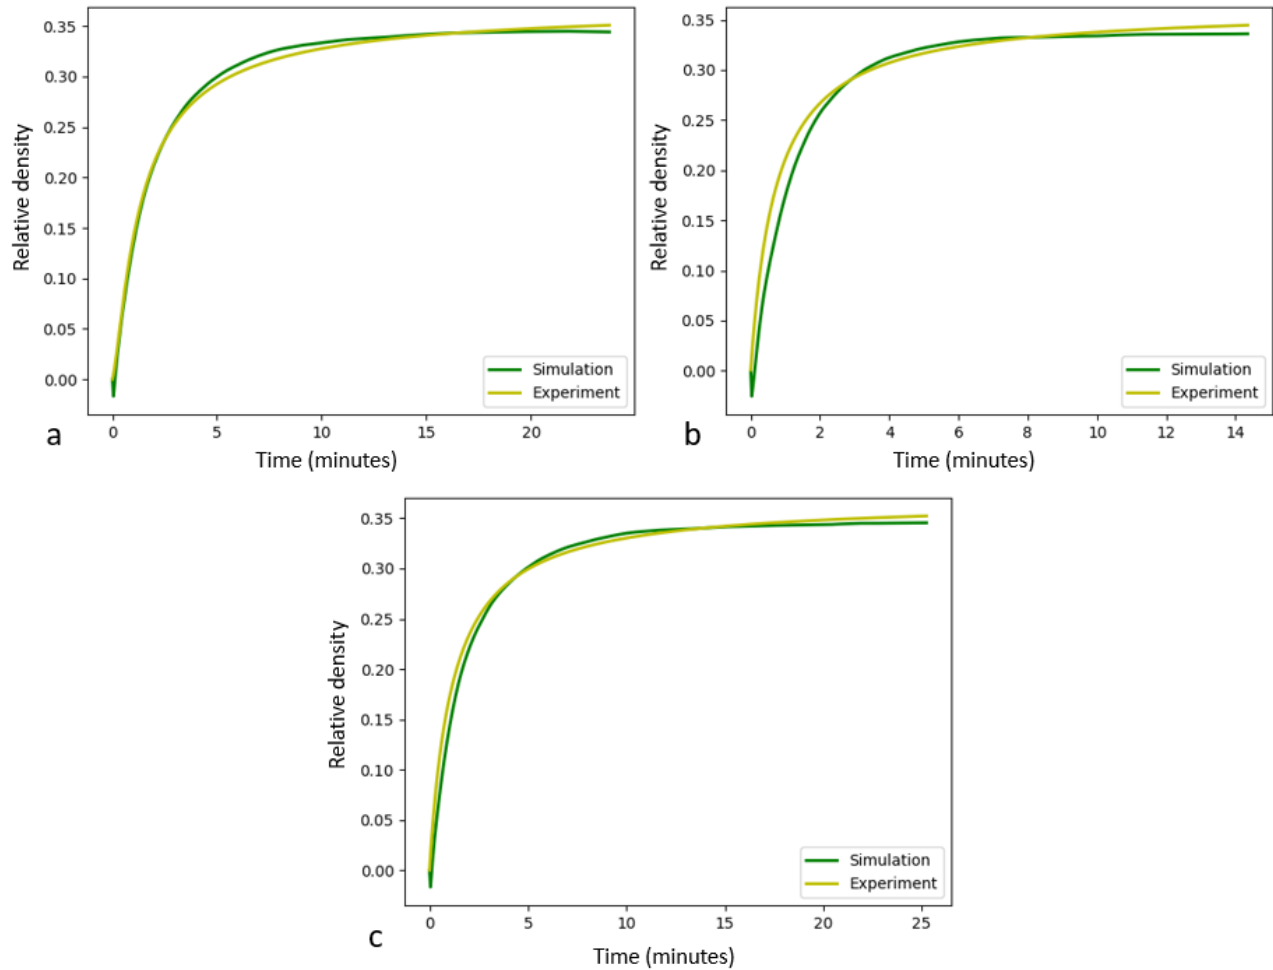 0.35
0.30
0.25
0.20
0.15
0.10
0.05
0.00
Relative density
Simulation
Experiment
0 5 10 15 20
a
Time (minutes)
0.35
0.30
0.25
0.20
0.15
0.10
0.05
0.00
Relative density
Simulation
Experiment
0 2 4 6 8 10 12 14
b
Time (minutes)
0.35
0.30
0.25
0.20
0.15
0.10
0.05
0.00
Relative density
Simulation
Experiment
0 5 10 15 20 25
c
Time (minutes)